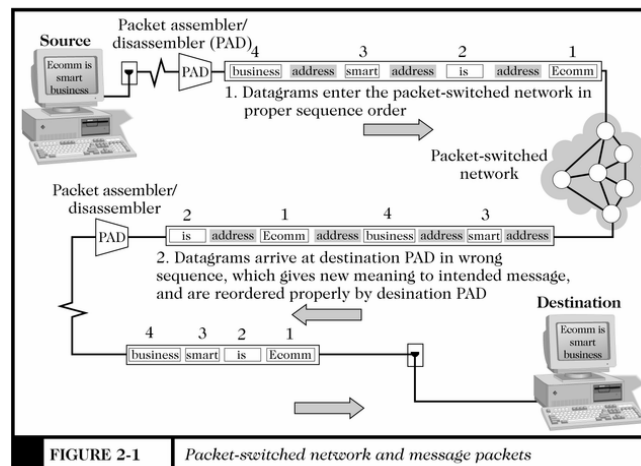 Packet assembler/
disassembler (PAD)
Source
Ecomm is
smart
business
PAD
4 3 2 1
business address smart address is address Ecomm
1. Datagrams enter the packet-switched network in
proper sequence order
Packet-switched
network
Packet assembler/
disassembler
PAD
2 1 4 3
is address Ecomm address business address smart address
2. Datagrams arrive at destination PAD in wrong
sequence, which gives new meaning to intended message,
and are reordered properly by desination PAD
Destination
Ecomm is
smart
business
4 3 2 1
business smart is Ecomm
FIGURE 2-1 Packet-switched network and message packets